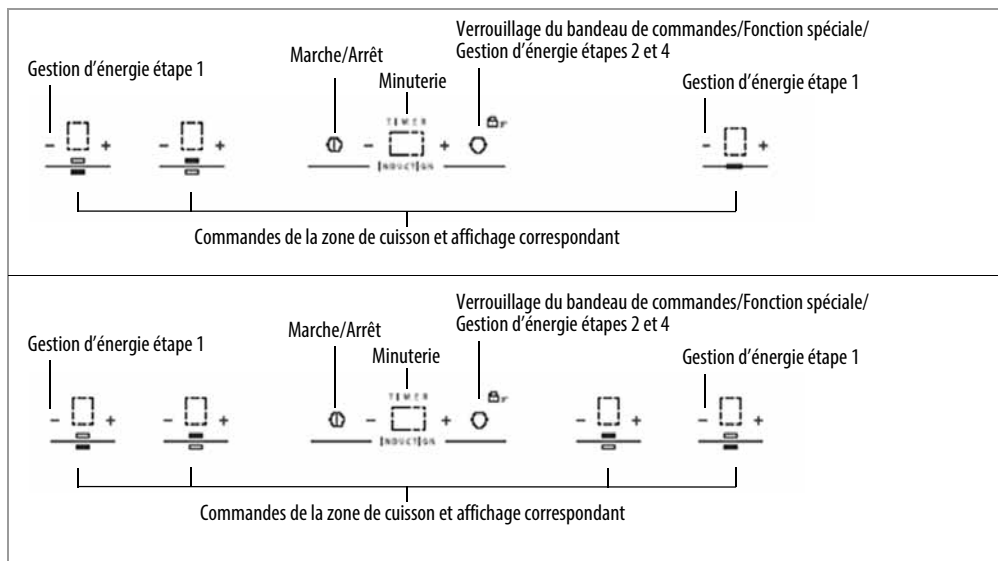 Verrouillage du bandeau de commandes/Fonction spéciale/
Gestion d'énergie étapes 2 et 4
Marche/Arrêt
Gestion d'énergie étape 1
Minuterie
Gestion d'énergie étape 1
TIMER
- +
- +
- +
- +
INDUCTION
Commandes de la zone de cuisson et affichage correspondant
Verrouillage du bandeau de commandes/Fonction spéciale/
Gestion d'énergie étapes 2 et 4
Marche/Arrêt
Gestion d'énergie étape 1
Minuterie
Gestion d'énergie étape 1
TIMER
- +
- +
- +
- +
- +
INDUCTION
Commandes de la zone de cuisson et affichage correspondant